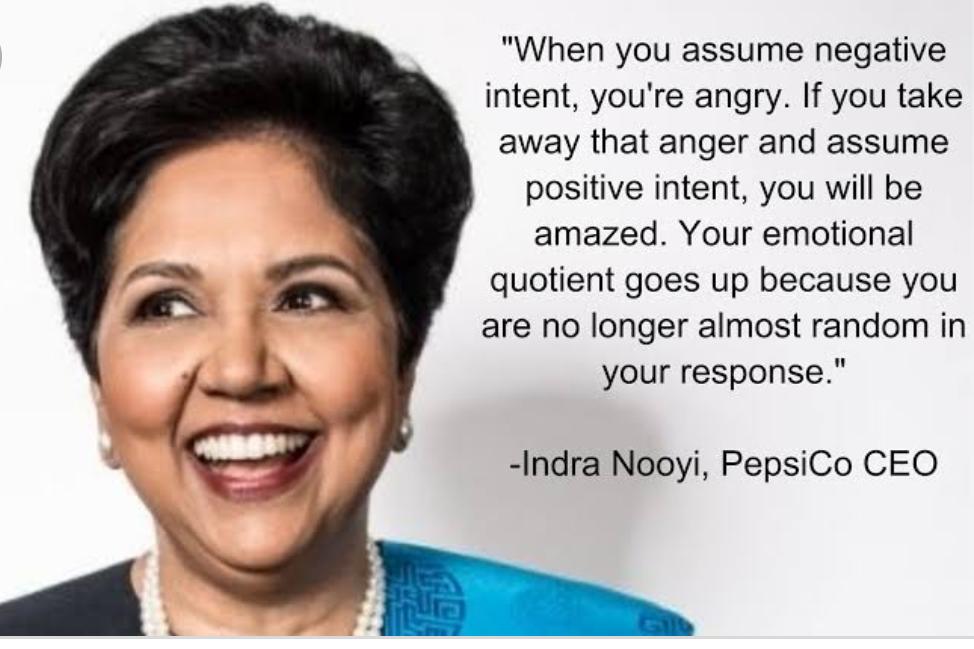 "When you assume negative
intent, you're angry. If you take
away that anger and assume
positive intent, you will be
amazed. Your emotional
quotient goes up because you
are no longer almost random in
your response."
-Indra Nooyi, PepsiCo CEO